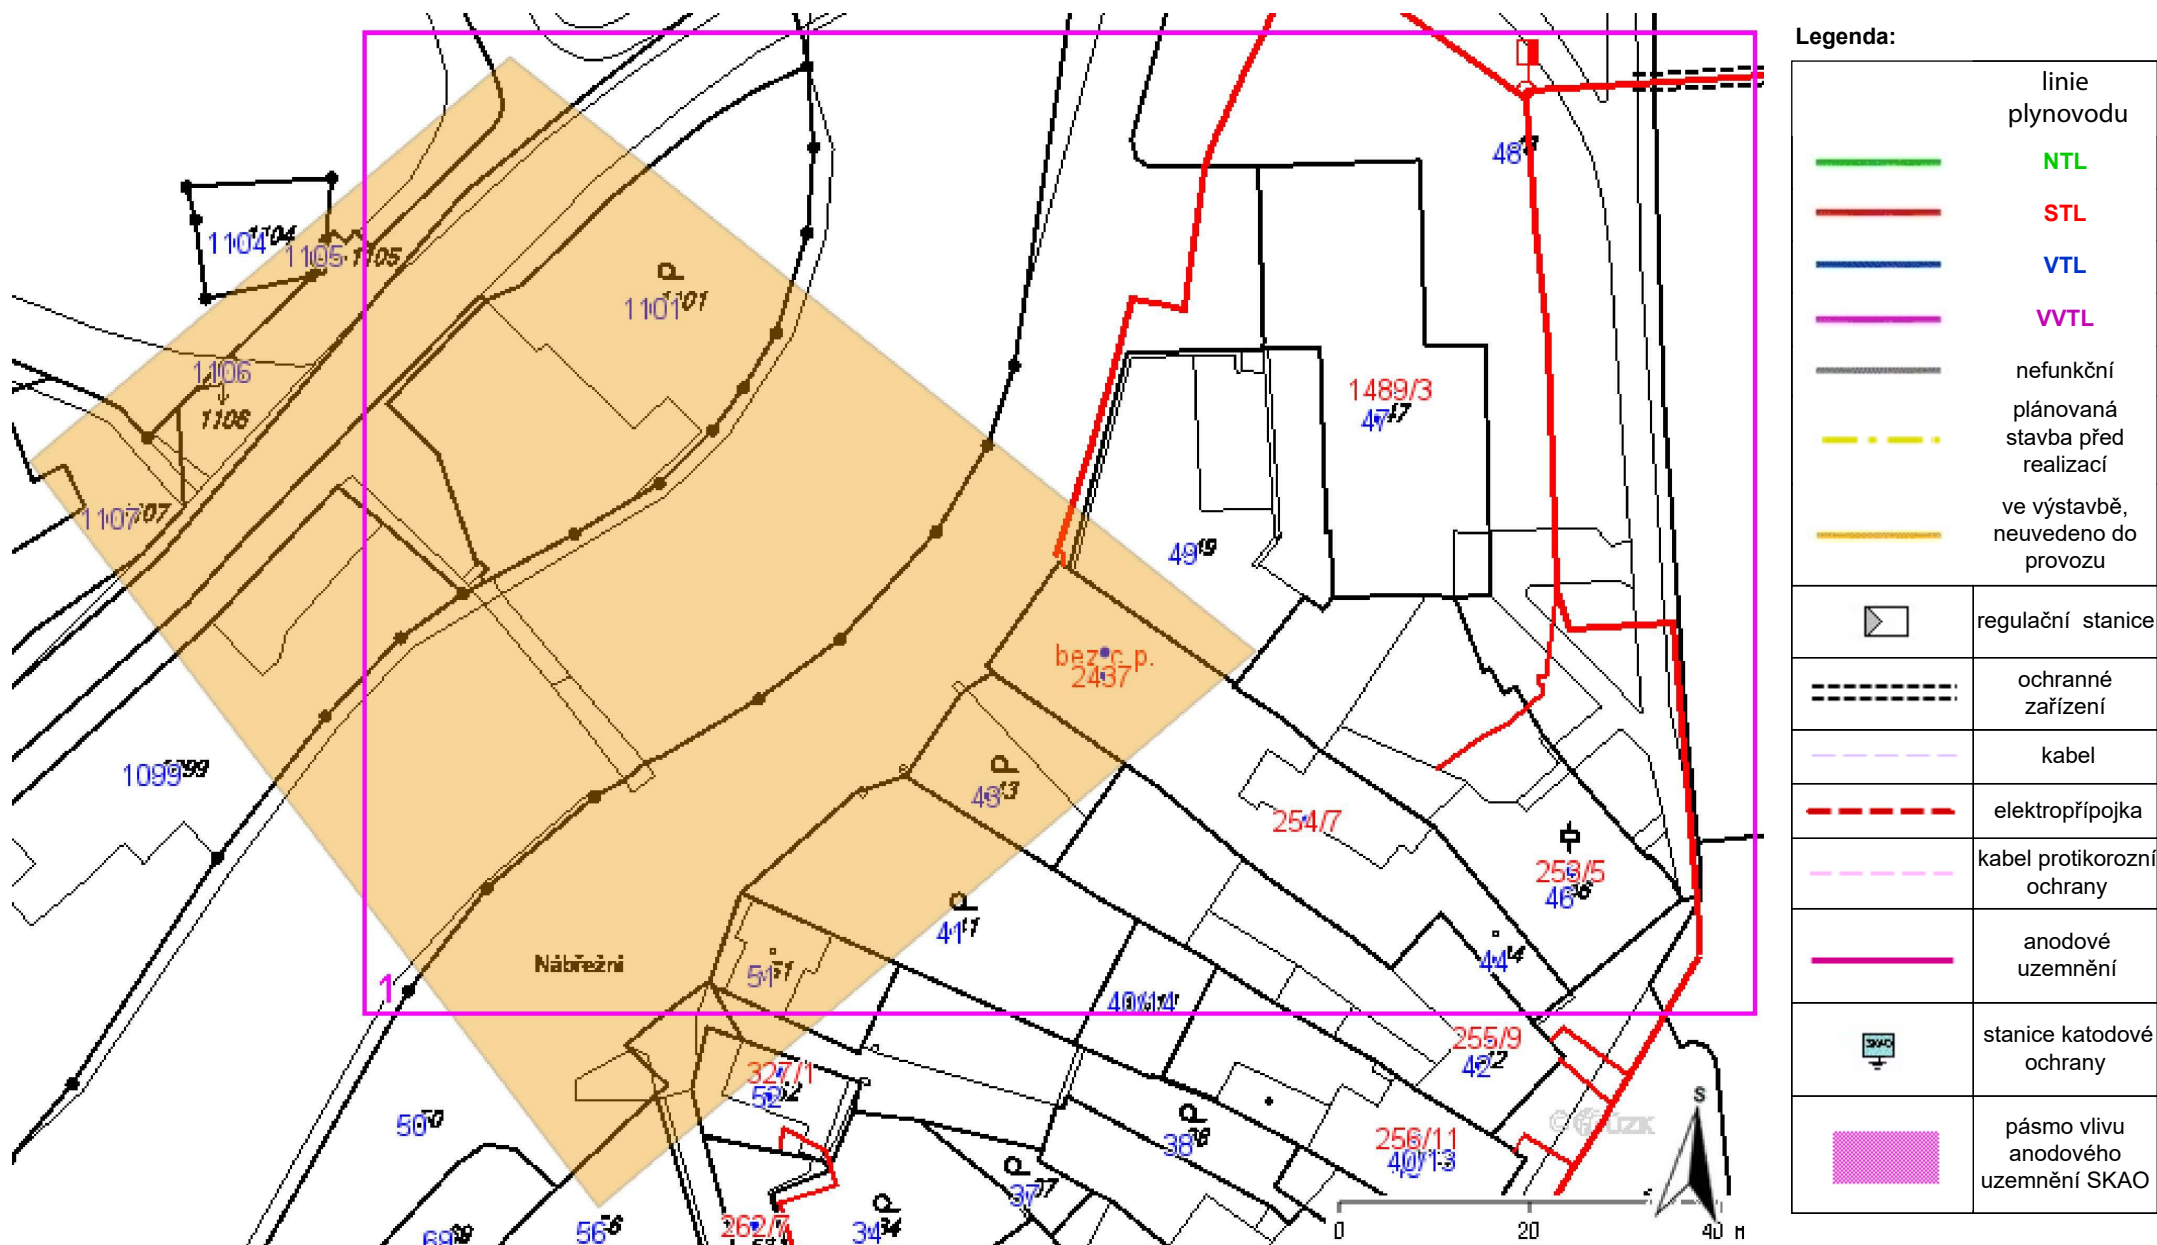 1104
1105 1105
1106
1108
1107
1099
P
1101
48
1489/3
47
49
bez č. p.
2437
P
43
254/7
253/5
46
P
41
44
Nábřežní
51
1
40/14
255/9
42
327/1
52
50
P
38
256/11
40/13
P
37
P
34
262/7
56
69
S
0 20 40 M
Legenda:
linie
plynovodu
NTL
STL
VTL
VVTL
nefunkční
plánovaná
stavba před
realizací
ve výstavbě,
neuvedeno do
provozu
regulační stanice
ochranné
zařízení
kabel
elektropřípojka
kabel protikorozní
ochrany
anodové
uzemnění
SKAO
stanice katodové
ochrany
pásmo vlivu
anodového
uzemnění SKAO